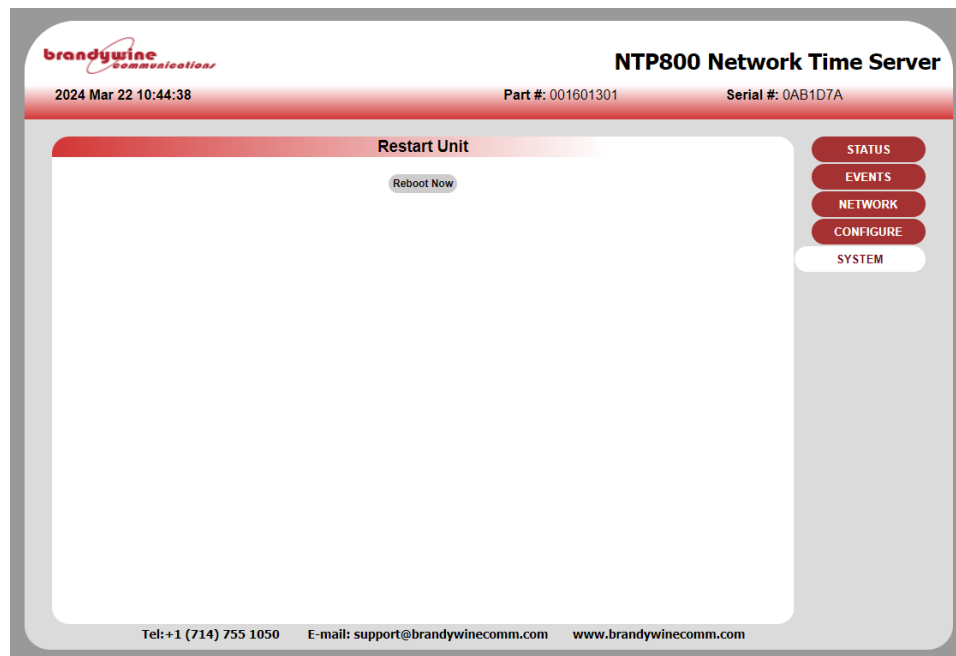 brandywine
communications
NTP800 Network Time Server
2024 Mar 22 10:44:38 Part #: 001601301 Serial #: 0AB1D7A
Restart Unit
Reboot Now
STATUS
EVENTS
NETWORK
CONFIGURE
SYSTEM
Tel:+1 (714) 755 1050 E-mail: support@brandywinecomm.com www.brandywinecomm.com